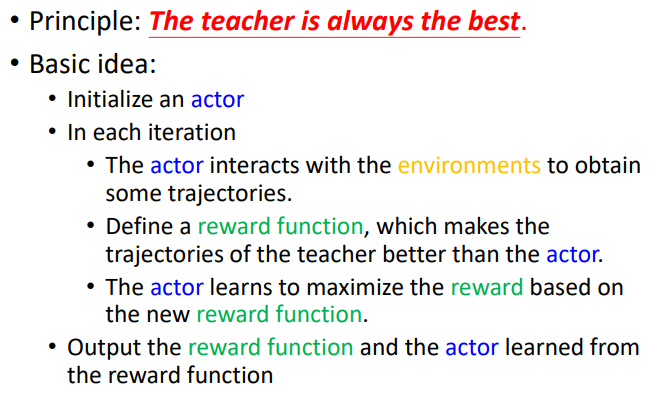 • Principle: The teacher is always the best.
• Basic idea:
• Initialize an actor
• In each iteration
• The actor interacts with the environments to obtain
some trajectories.
• Define a reward function, which makes the
trajectories of the teacher better than the actor.
• The actor learns to maximize the reward based on
the new reward function.
• Output the reward function and the actor learned from
the reward function